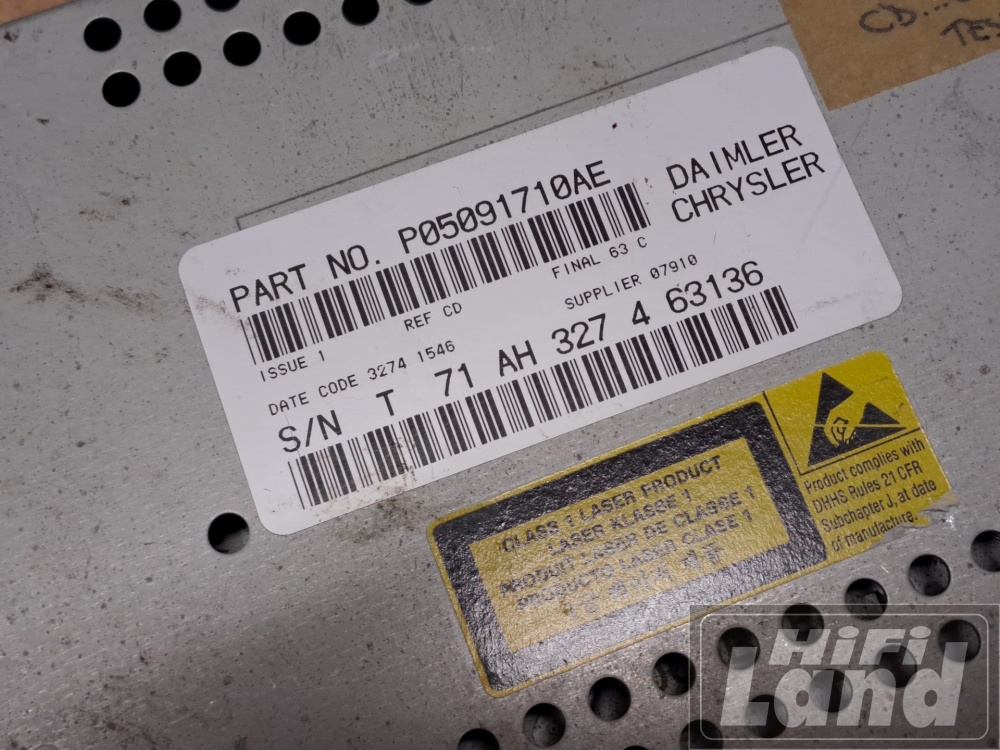 CD...
TES
PART NO. P05091710AE
DAIMLER
CHRYSLER
ISSUE 1
REF CD
FINAL 63 C
DATE CODE 3274 1546
SUPPLIER 07910
S/N T 71 AH 327 4 63136
CLASS 1 LASER PRODUCT
LASER KLASSE 1
PRODUIT LASER DE CLASSE 1
PRODUCTO LASER CLASE 1
Product complies with
DHHS Rules 21 CFR
Subchapter J, at date
of manufacture.
HiFi
Land